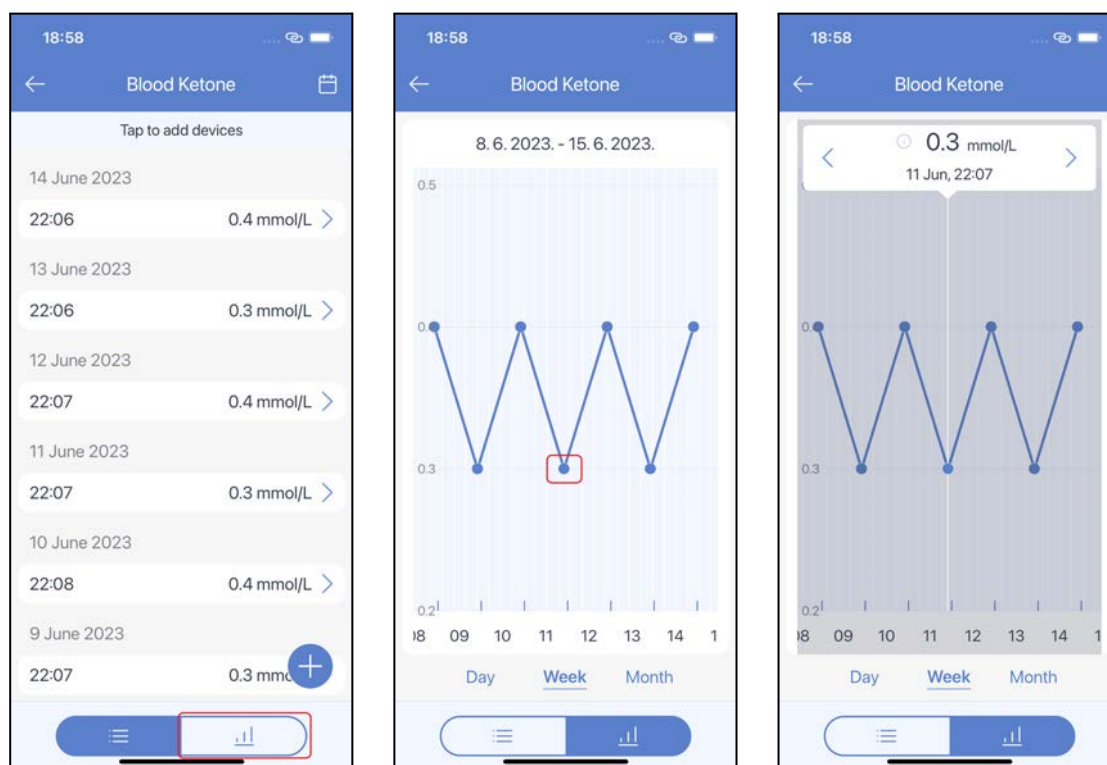 18:58
Blood Ketone
Tap to add devices
14 June 2023
22:06 0.4 mmol/L
13 June 2023
22:06 0.3 mmol/L
12 June 2023
22:07 0.4 mmol/L
11 June 2023
22:07 0.3 mmol/L
10 June 2023
22:08 0.4 mmol/L
9 June 2023
22:07 0.3
18:58
Blood Ketone
8. 6. 2023. - 15. 6. 2023.
0.5
0.3
0.2
09 10 11 12 13 14
Day Week Month
18:58
Blood Ketone
0.3 mmol/L
11 Jun, 22:07
0.3
0.2
09 10 11 12 13 14
Day Week Month